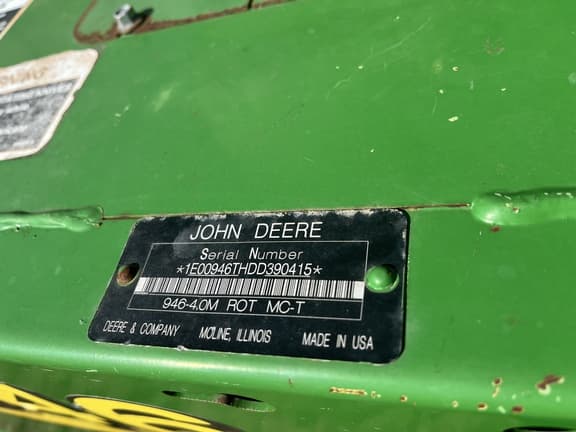 JOHN DEERE
Serial Number
*1E00946THDD390415*
946-4.0M ROT MC-T
DEERE & COMPANY MOLINE, ILLINOIS MADE IN USA